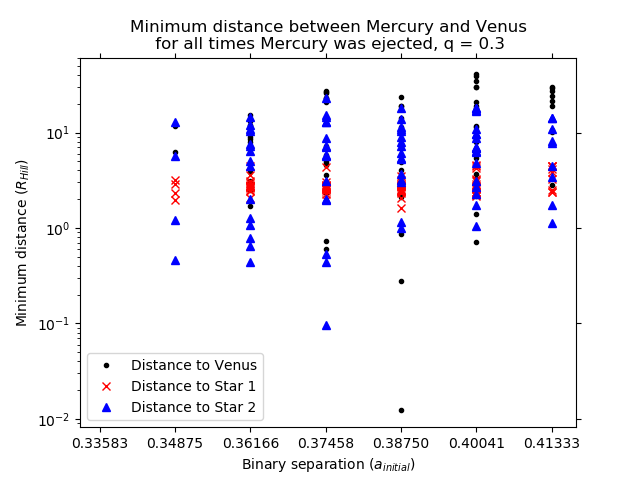 Minimum distance between Mercury and Venus
for all times Mercury was ejected, q = 0.3
Minimum distance (R_{Hill})
10^1
10^0
10^{-1}
10^{-2}
Distance to Venus
Distance to Star 1
Distance to Star 2
0.33583 0.34875 0.36166 0.37458 0.38750 0.40041 0.41333
Binary separation (a_{initial})